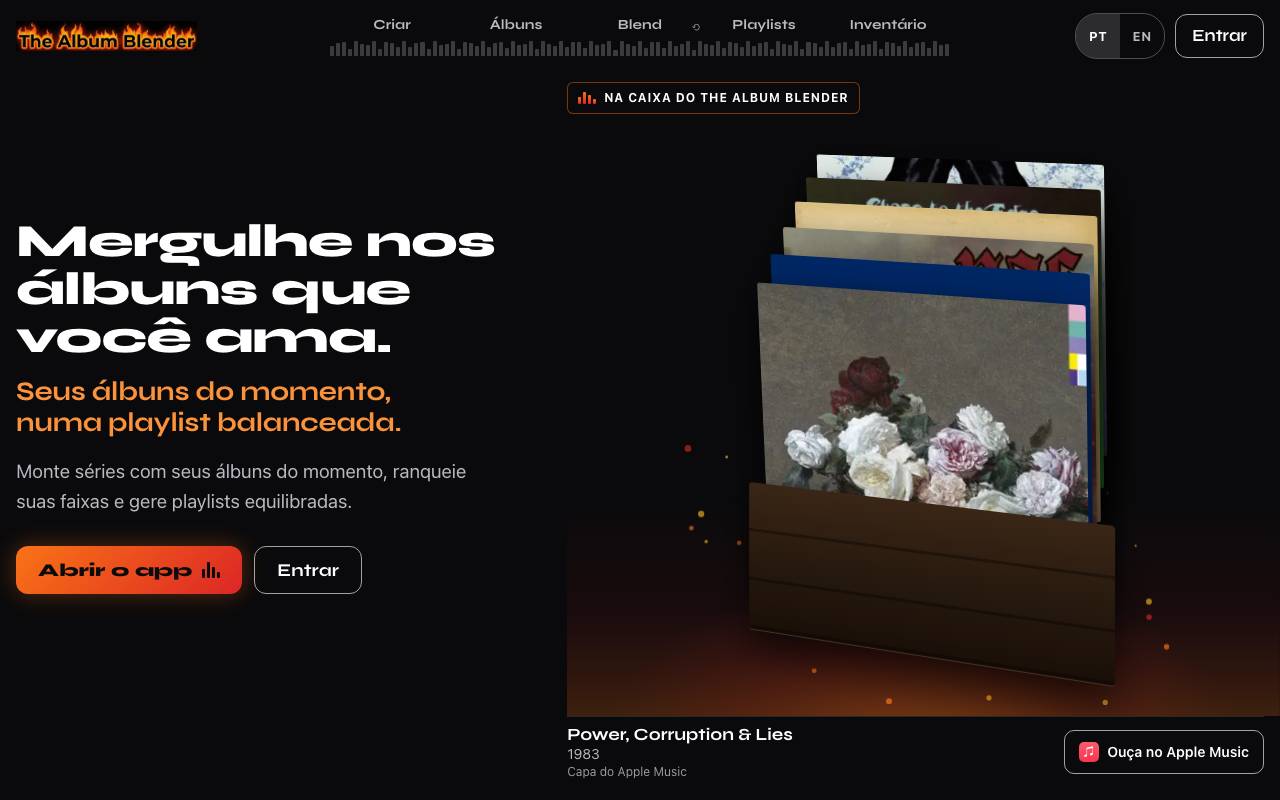 The Album Blender
Criar
Álbuns
Blend
Playlists
Inventário
PT
EN
Entrar
NA CAIXA DO THE ALBUM BLENDER
Mergulhe nos
álbuns que
você ama.
Seus álbuns do momento,
numa playlist balanceada.
Monte séries com seus álbuns do momento, ranqueie
suas faixas e gere playlists equilibradas.
Abrir o app
Entrar
Power, Corruption & Lies
1983
Capa do Apple Music
Ouça no Apple Music